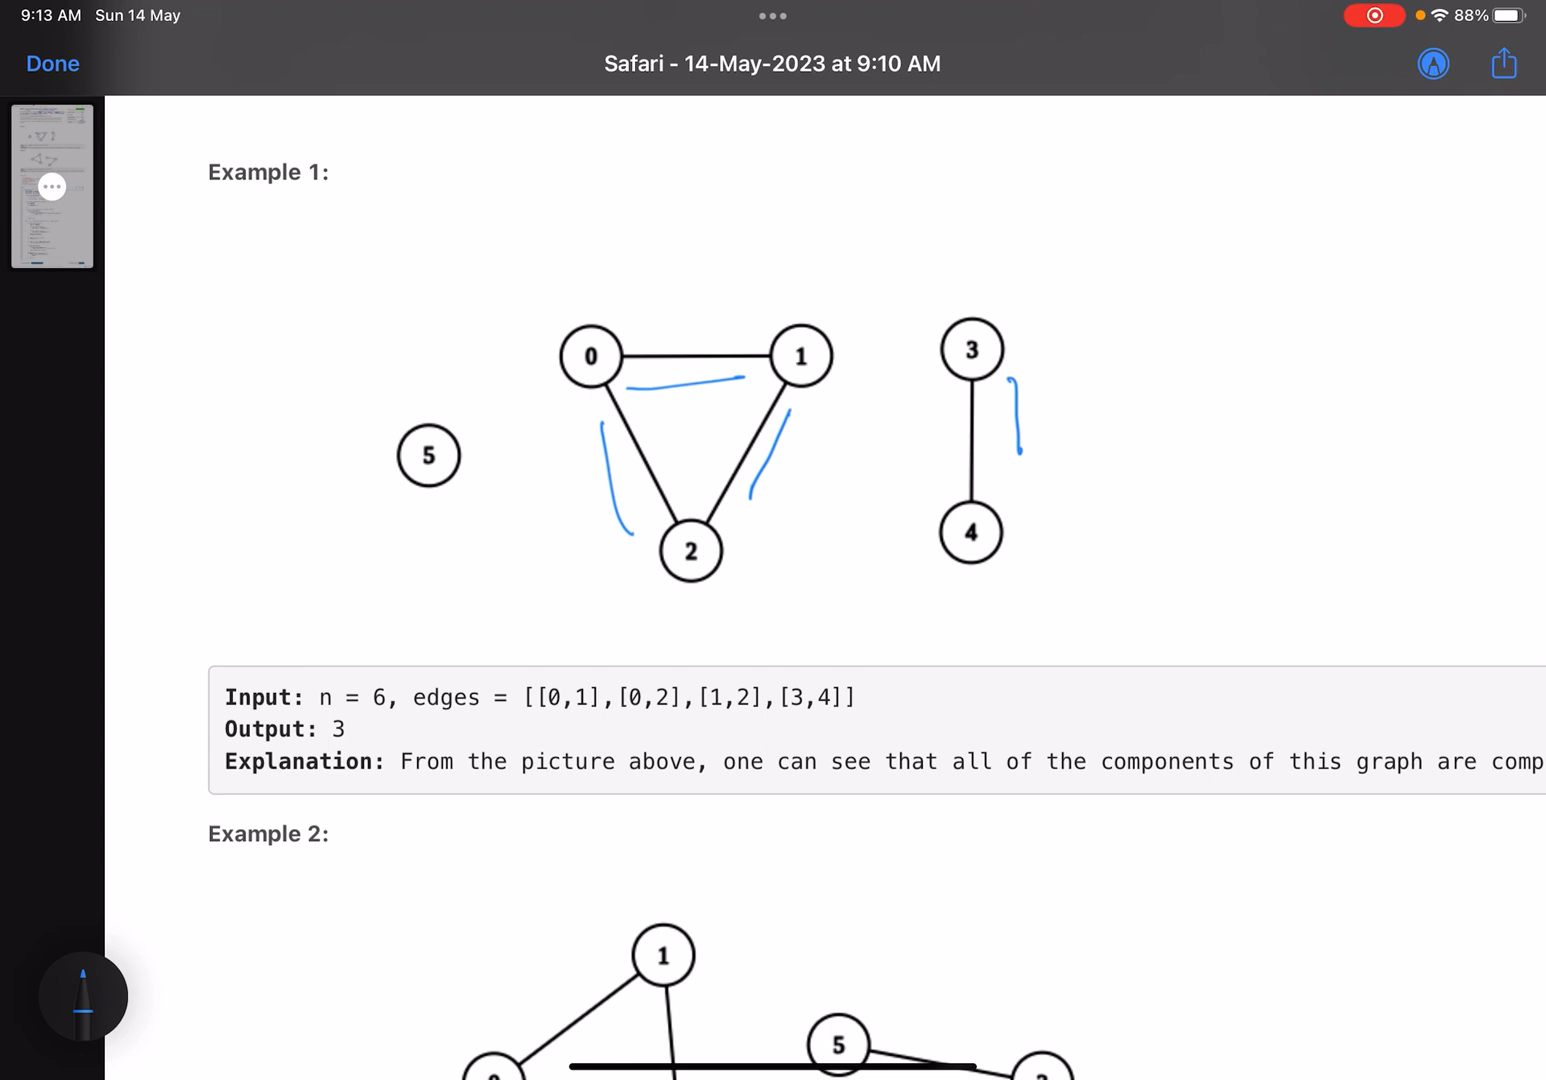 9:13 AM Sun 14 May
88%
Done
Safari - 14-May-2023 at 9:10 AM
Example 1:
0
1
3
5
2
4
Input: n = 6, edges = [[0,1],[0,2],[1,2],[3,4]]
Output: 3
Explanation: From the picture above, one can see that all of the components of this graph are comp
Example 2:
1
5